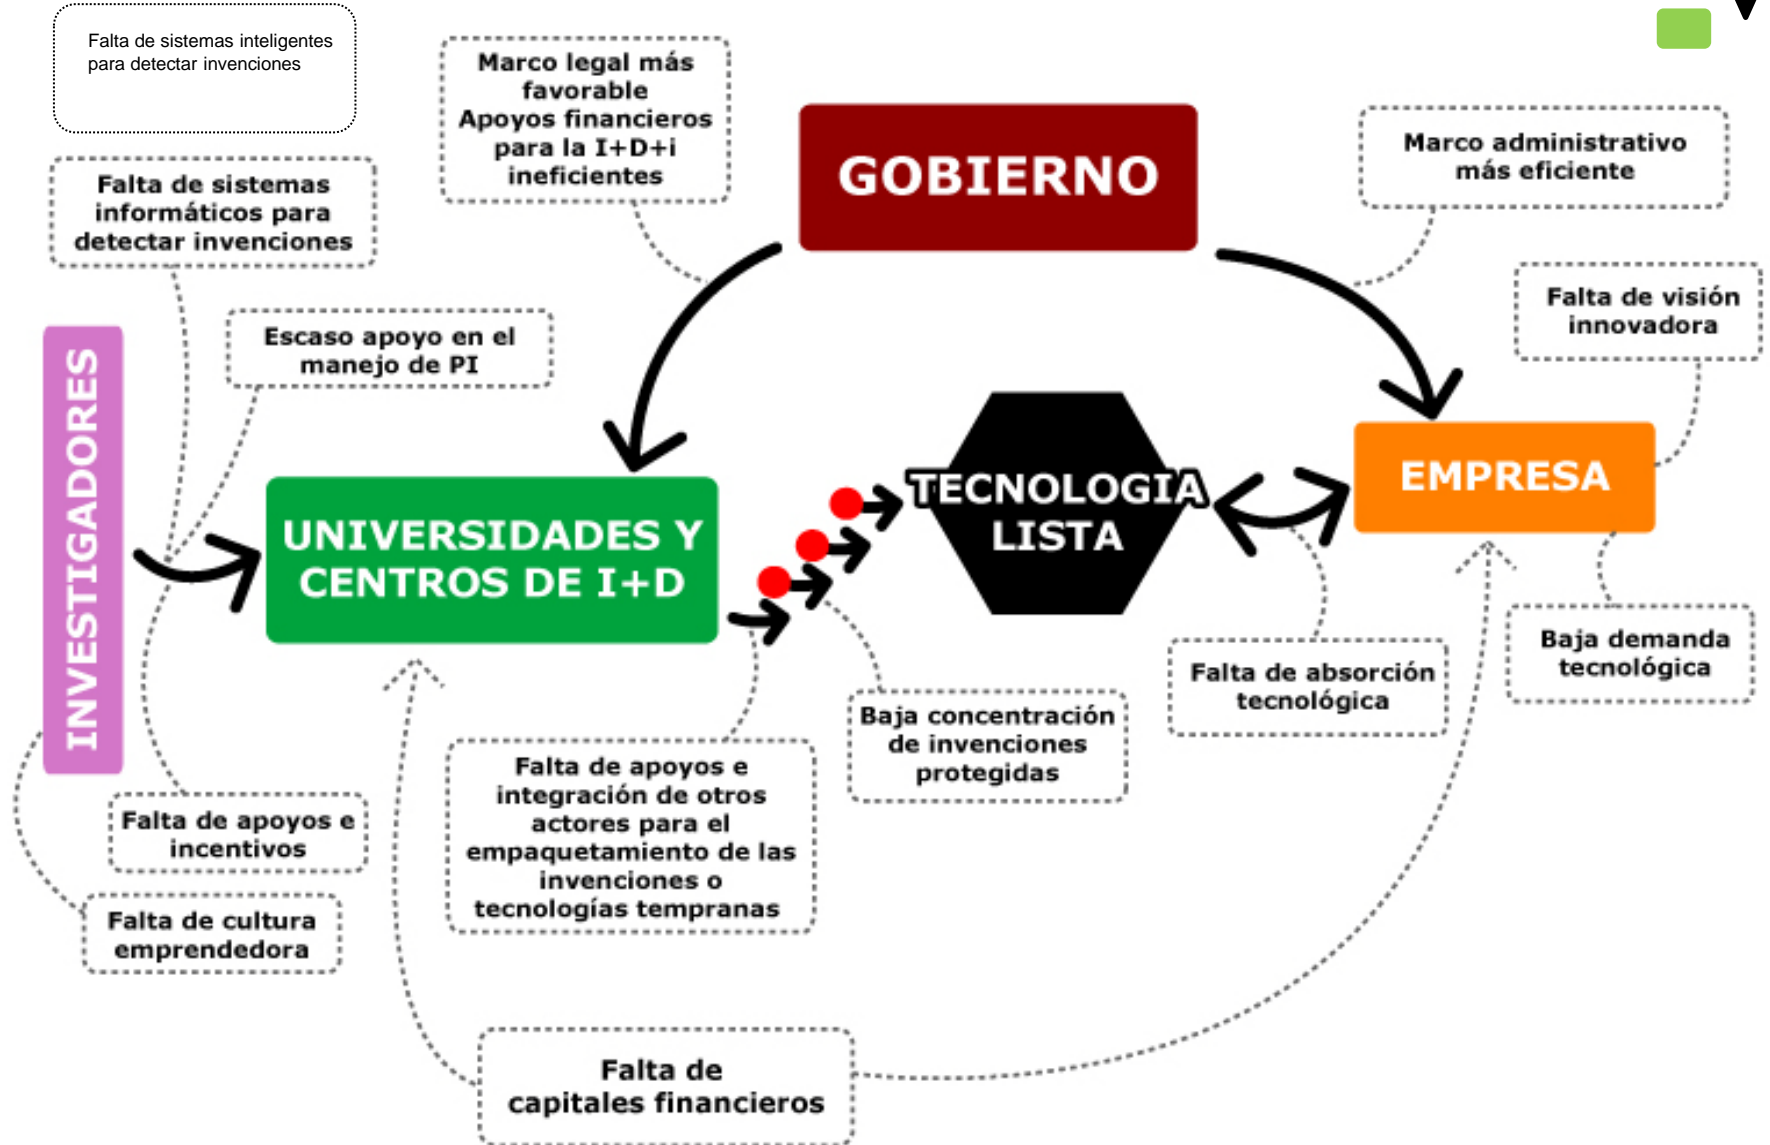 Falta de sistemas inteligentes
para detectar invenciones
Marco legal más
favorable
Apoyos financieros
para la I+D+i
ineficientes
GOBIERNO
Marco administrativo
más eficiente
Falta de sistemas
informáticos para
detectar invenciones
Falta de visión
innovadora
Escaso apoyo en el
manejo de PI
INVESTIGADORES
UNIVERSIDADES Y
CENTROS DE I+D
TECNOLOGIA
LISTA
EMPRESA
Baja demanda
tecnológica
Falta de absorción
tecnológica
Baja concentración
de invenciones
protegidas
Falta de apoyos e
integración de otros
actores para el
empaquetamiento de las
invenciones o
tecnologías tempranas
Falta de apoyos e
incentivos
Falta de cultura
emprendedora
Falta de
capitales financieros